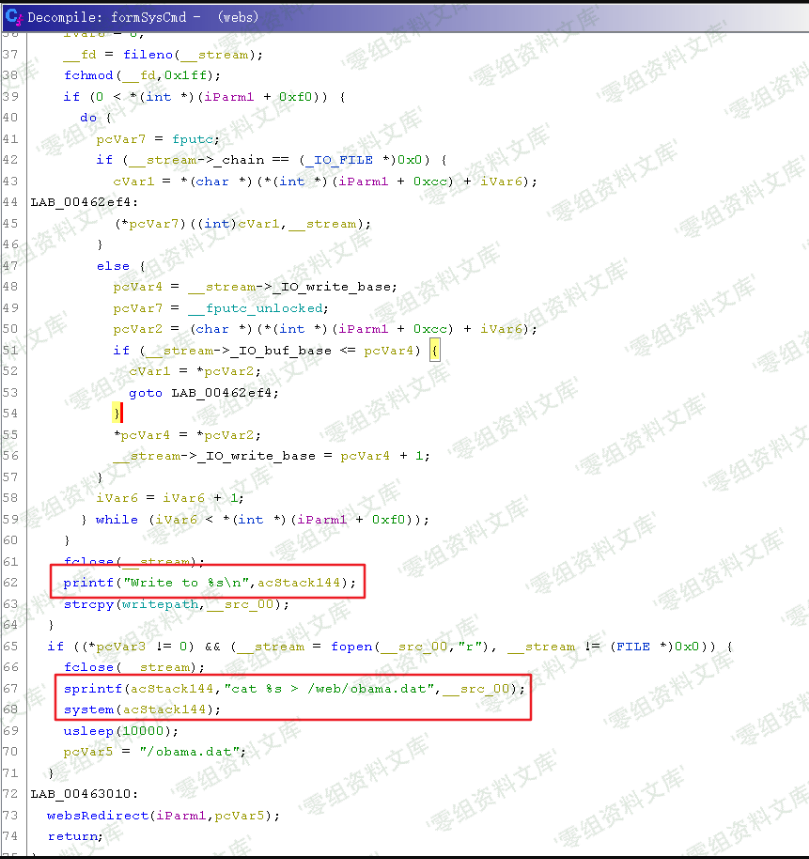 Decompile: formSysCmd - (webs)
36 iVar6 = 0;
37 __fd = fileno(__stream);
38 fchmod(__fd,0x1ff);
39 if (0 < *(int *)(iParm1 + 0xf0)) {
40 do {
41 pcVar7 = fputc;
42 if (__stream->_chain == (_IO_FILE *)0x0) {
43 cVar1 = *(char *)(*(int *)(iParm1 + 0xcc) + iVar6);
44 LAB_00462ef4:
45 (*pcVar7)((int)cVar1,__stream);
46 }
47 else {
48 pcVar4 = __stream->_IO_write_base;
49 pcVar7 = __fputc_unlocked;
50 pcVar2 = (char *)(*(int *)(iParm1 + 0xcc) + iVar6);
51 if (__stream->_IO_buf_base <= pcVar4) {
52 cVar1 = *pcVar2;
53 goto LAB_00462ef4;
54 }
55 *pcVar4 = *pcVar2;
56 __stream->_IO_write_base = pcVar4 + 1;
57 }
58 iVar6 = iVar6 + 1;
59 } while (iVar6 < *(int *)(iParm1 + 0xf0));
60 }
61 fclose(__stream);
62 printf("Write to %s\n",acStack144);
63 strcpy(writepath,__src_00);
64 }
65 if ((*pcVar3 != 0) && (__stream = fopen(__src_00,"r"), __stream != (FILE *)0x0)) {
66 fclose(__stream);
67 sprintf(acStack144,"cat %s > /web/obama.dat",__src_00);
68 system(acStack144);
69 usleep(10000);
70 pcVar5 = "/obama.dat";
71 }
72 LAB_00463010:
73 websRedirect(iParm1,pcVar5);
74 return;
75 }
零组资料文库